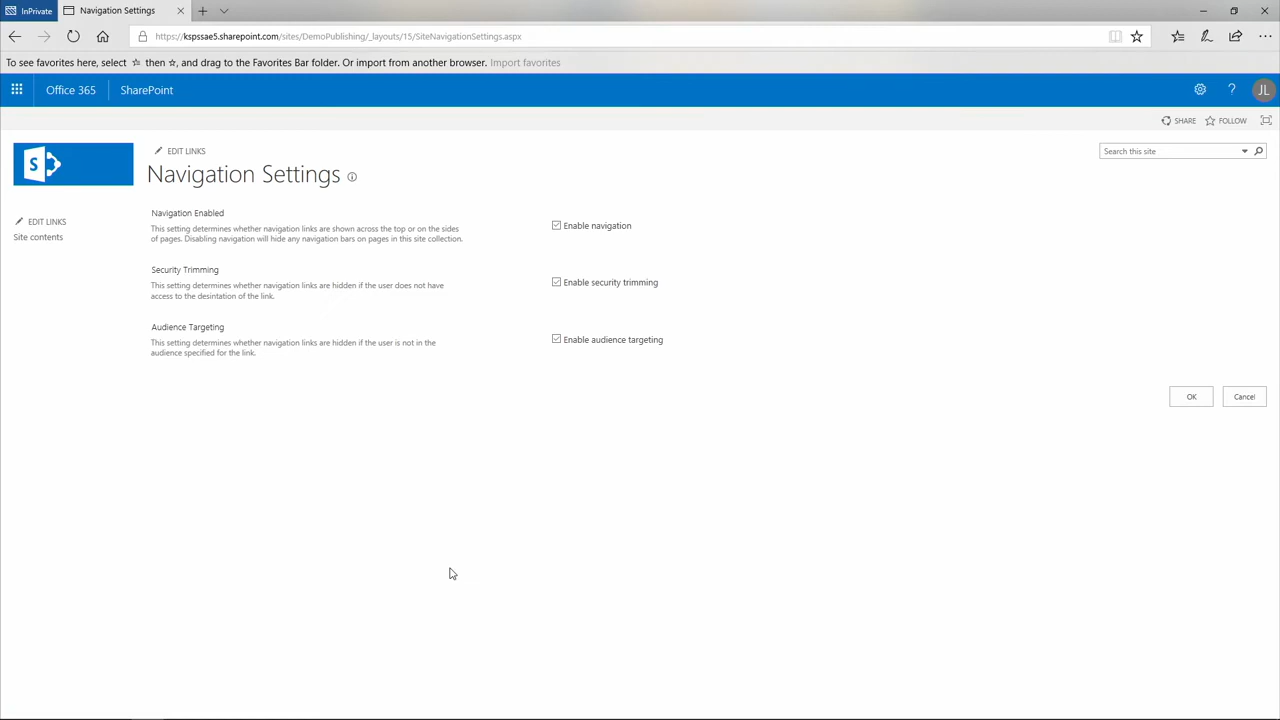 InPrivate
Navigation Settings
https://kspssae5.sharepoint.com/sites/DemoPublishing/_layouts/15/SiteNavigationSettings.aspx
To see favorites here, select ☆ then ☆, and drag to the Favorites Bar folder. Or import from another browser. Import favorites
Office 365
SharePoint
?
JL
SHARE
FOLLOW
S
EDIT LINKS
Search this site
Navigation Settings
EDIT LINKS
Site contents
Navigation Enabled
This setting determines whether navigation links are shown across the top or on the sides
of pages. Disabling navigation will hide any navigation bars on pages in this site collection.
Enable navigation
Security Trimming
This setting determines whether navigation links are hidden if the user does not have
access to the desintation of the link.
Enable security trimming
Audience Targeting
This setting determines whether navigation links are hidden if the user is not in the
audience specified for the link.
Enable audience targeting
OK
Cancel